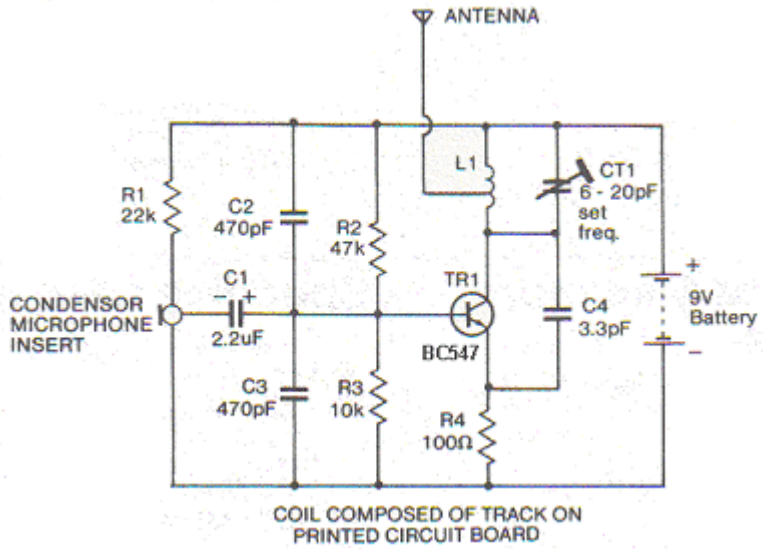 ANTENNA
L1
CT1
6 - 20pF
set
freq.
R1
22k
C2
470pF
R2
47k
C1
- +
2.2uF
TR1
BC547
C4
3.3pF
+
9V
Battery
-
CONDENSOR
MICROPHONE
INSERT
C3
470pF
R3
10k
R4
100Ω
COIL COMPOSED OF TRACK ON
PRINTED CIRCUIT BOARD